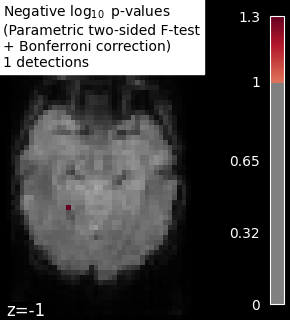 Negative log₁₀ p-values
(Parametric two-sided F-test
+ Bonferroni correction)
1 detections
1.3
1
0.65
0.32
0
z=-1